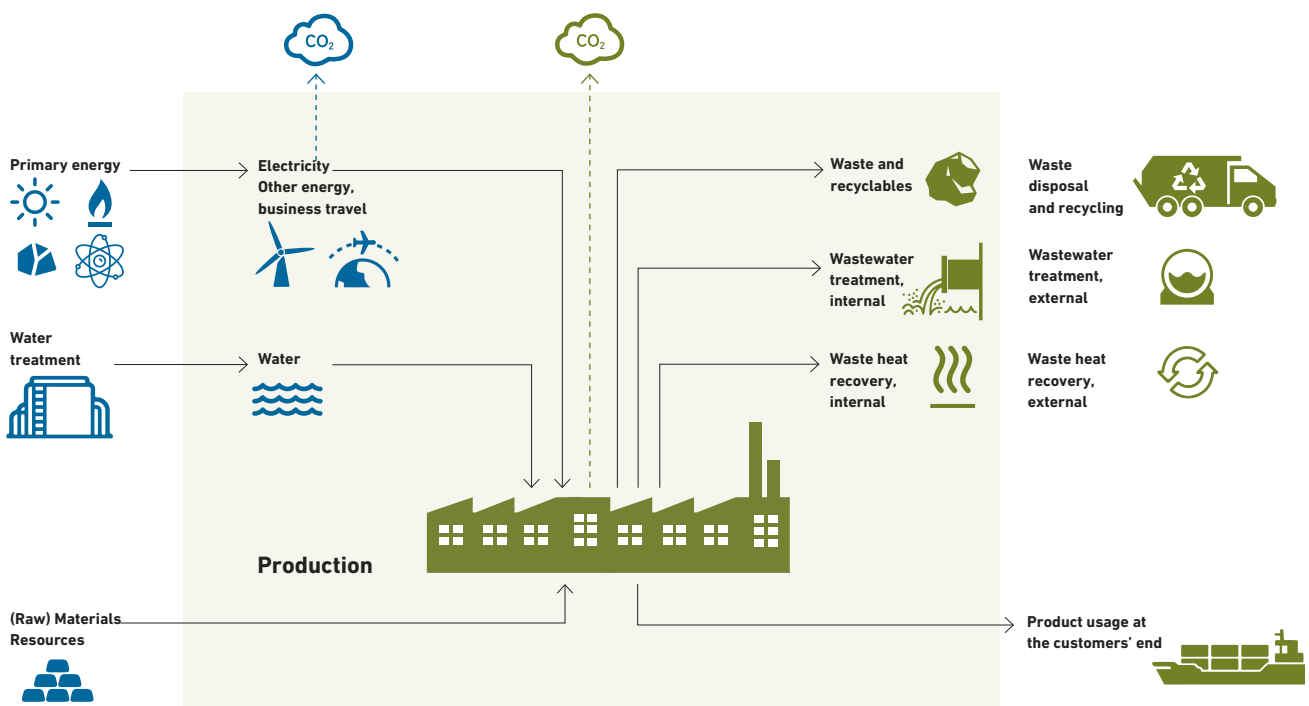 CO₂
CO₂
Primary energy
Electricity
Other energy,
business travel
Waste and
recyclables
Waste
disposal
and recycling
Wastewater
treatment,
internal
Wastewater
treatment,
external
Water
treatment
Water
Waste heat
recovery,
internal
Waste heat
recovery,
external
Production
(Raw) Materials
Resources
Product usage at
the customers’ end